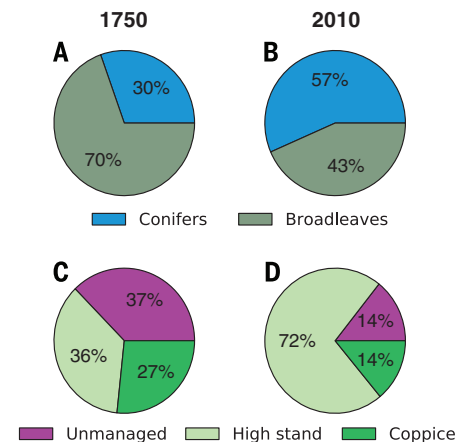 1750 2010
A B
30% 57%
70% 43%
Conifers Broadleaves
C D
37%
36% 27% 72% 14%
14%
Unmanaged High stand Coppice